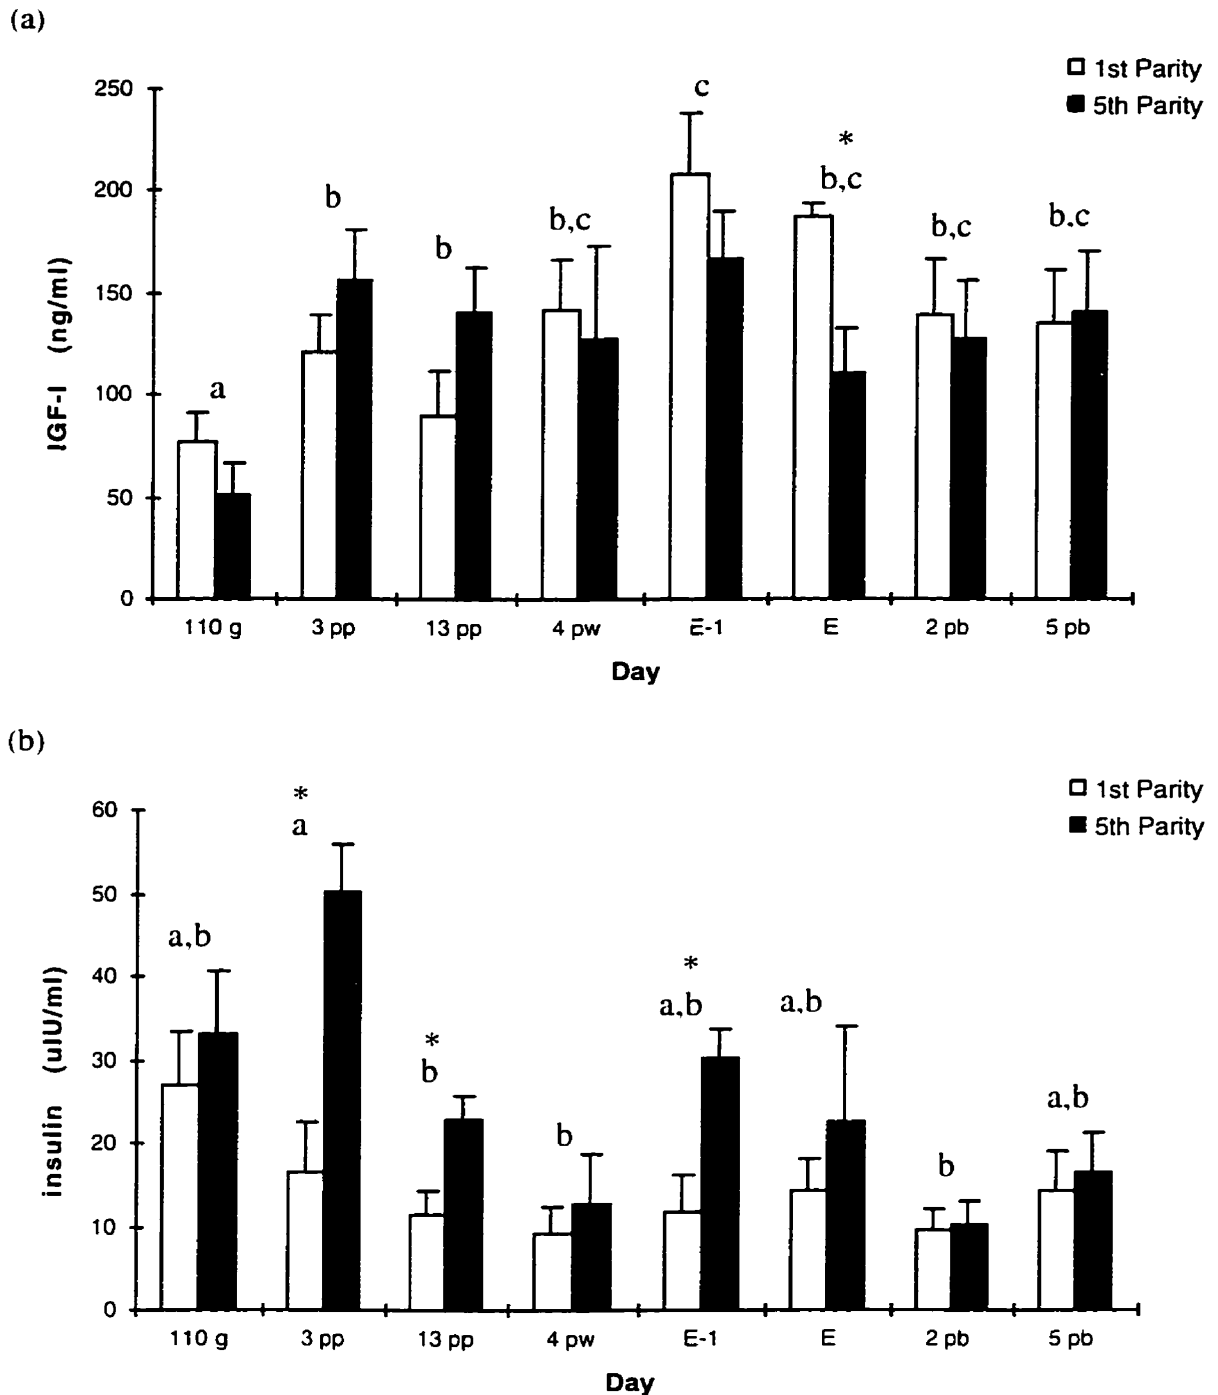 (a)
1st Parity
5th Parity
250
200
150
100
50
0
IGF-I (ng/ml)
a
b
b
b,c
c
*
b,c
b,c
b,c
110 g 3 pp 13 pp 4 pw E-1 E 2 pb 5 pb
Day
(b)
1st Parity
5th Parity
60
50
40
30
20
10
0
insulin (uIU/ml)
a,b
*
a
*
b
b
*
a,b
a,b
b
a,b
110 g 3 pp 13 pp 4 pw E-1 E 2 pb 5 pb
Day